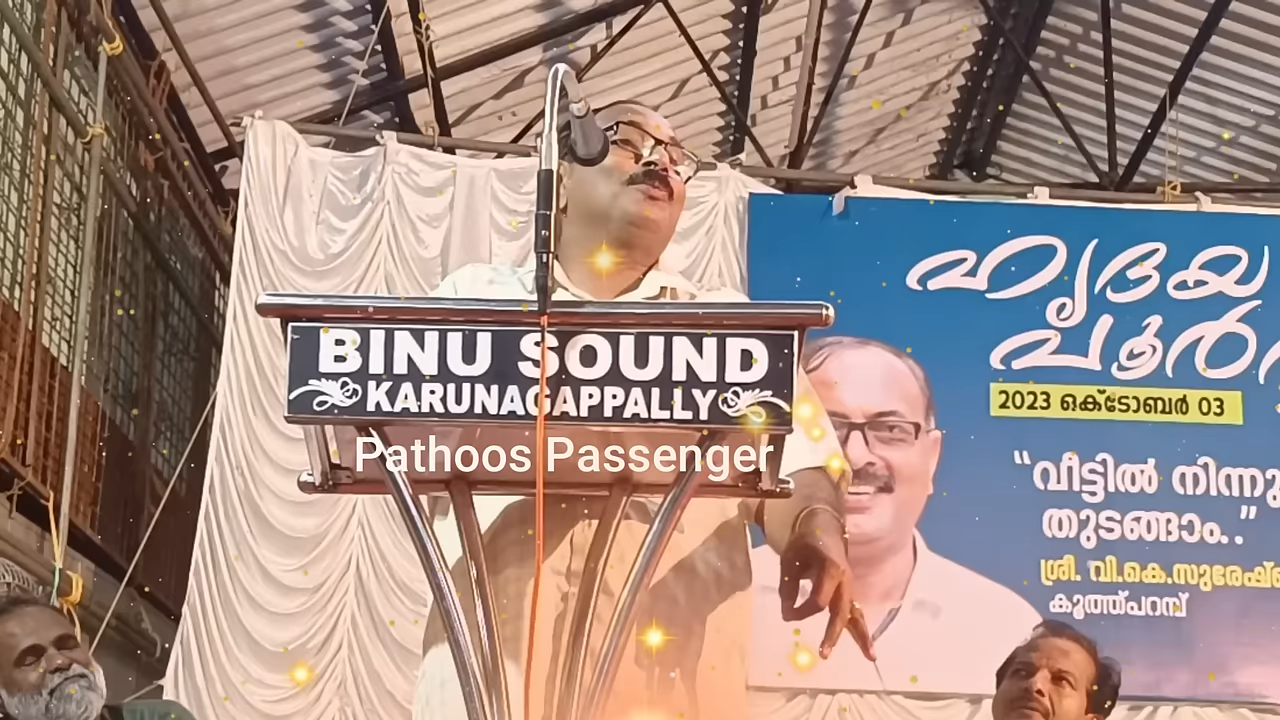 BINU SOUND
KARUNAGAPPALLY
Pathoos Passenger
ഹൃദയ
2023 ഒക്ടോബർ 03
“വീട്ടിൽ നിന്നു
തുടങ്ങാം..”
ശ്രീ. വി.കെ.സുരേഷ്
കൂത്ത്പറമ്പ്